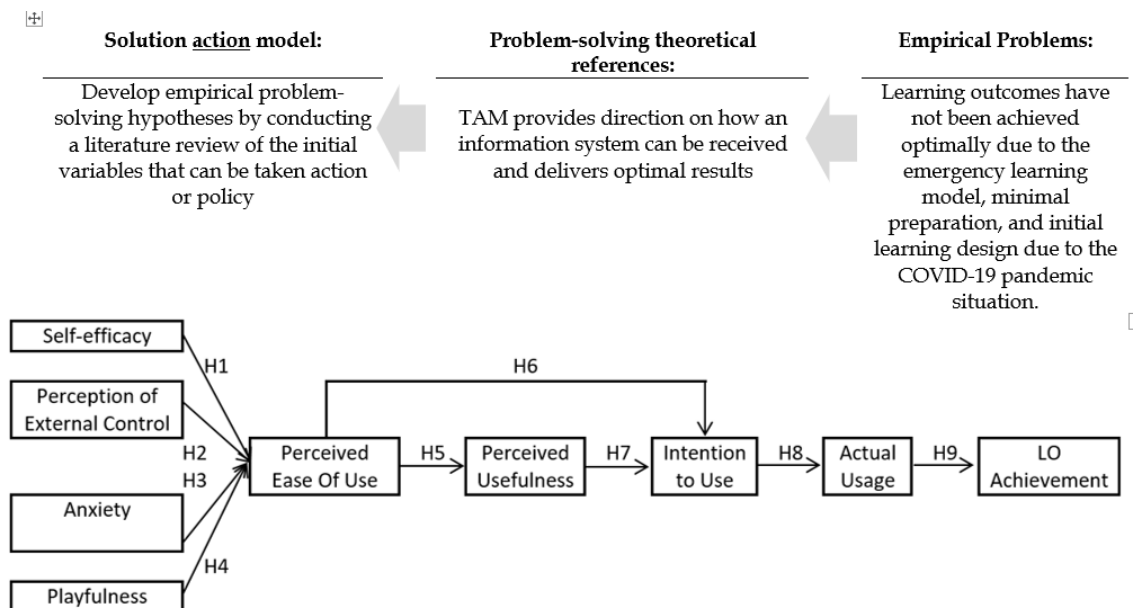 Solution action model:
Develop empirical problem-
solving hypotheses by conducting
a literature review of the initial
variables that can be taken action
or policy
Problem-solving theoretical
references:
TAM provides direction on how an
information system can be received
and delivers optimal results
Empirical Problems:
Learning outcomes have
not been achieved
optimally due to the
emergency learning
model, minimal
preparation, and initial
learning design due to the
COVID-19 pandemic
situation.
Self-efficacy
H1
Perception of
External Control
H2
H3
Anxiety
H4
Playfulness
Perceived
Ease Of Use
H6
H5
Perceived
Usefulness
H7
Intention
to Use
H8
Actual
Usage
H9
LO
Achievement